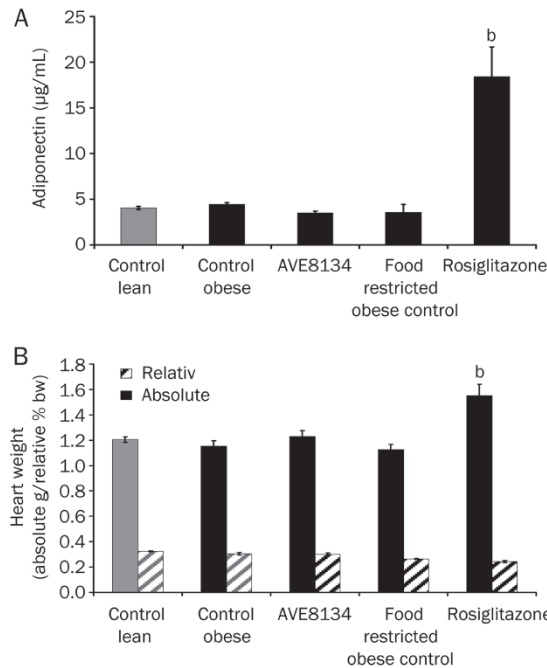 A
Adiponectin (µg/mL)
25
20
15
10
5
0
b
Control
lean
Control
obese
AVE8134
Food
restricted
obese control
Rosiglitazone
B
Heart weight
(absolute g/relative % bw)
1.8
1.6
1.4
1.2
1.0
0.8
0.6
0.4
0.2
0.0
Relativ
Absolute
b
Control
lean
Control
obese
AVE8134
Food
restricted
obese control
Rosiglitazone